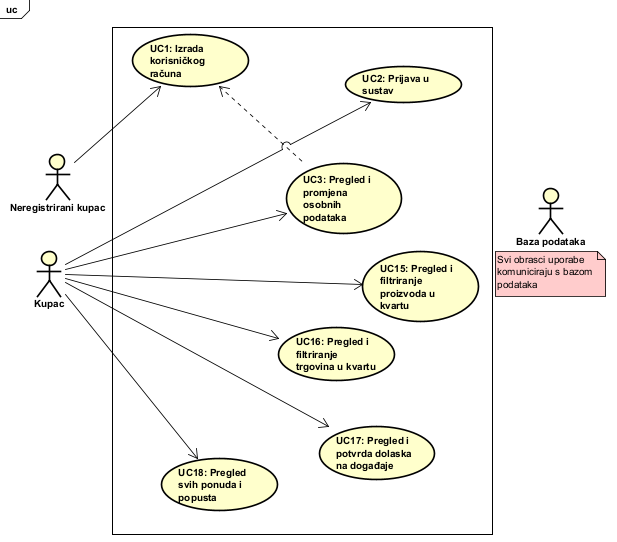 uc
UC1: Izrada
korisničkog
računa
UC2: Prijava u
sustav
UC3: Pregled i
promjena
osobnih
podataka
Neregistrirani kupac
Baza podataka
Svi obrasci uporabe
komuniciraju s bazom
podataka
UC15: Pregled i
filtriranje
proizvoda u
kvartu
Kupac
UC16: Pregled i
filtriranje
trgovina u kvartu
UC17: Pregled i
potvrda dolaska
na događaje
UC18: Pregled
svih ponuda i
popusta